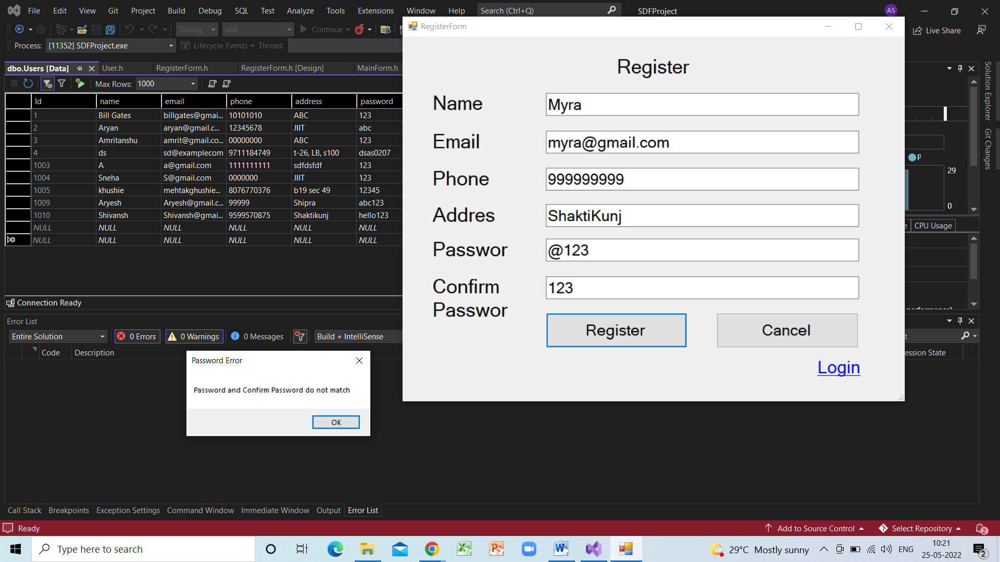 File Edit View Git Project Build Debug SQL Test Analyze Tools Extensions Window Help Search (Ctrl+Q) SDFProject AS
Debug x64 Continue Live Share
Process: [11352] SDFProject.exe Lifecycle Events Thread:
dbo.Users [Data] User.h RegisterForm.h RegisterForm.h [Design] MainForm.h
Max Rows: 1000
Id name email phone address password
1 Bill Gates billgates@gmai... 10101010 ABC 123
2 Aryan aryan@gmail.c... 12345678 JIIT abc
3 Amritanshu amrit@gmail.co... 00000000 ABC 123
4 ds sd@examplecom 9711184749 t-26, LB, s100 dsas0207
1003 A a@gmail.com 1111111111 sdfdsfdf 123
1004 Sneha S@gmail.com 0000000 JIIT 123
1005 khushie mehtakghushie... 8076770376 b19 sec 49 12345
1009 Aryesh Aryesh@gmail.c... 99999 Shipra abc123
1010 Shivansh Shivansh@gmai... 9599570875 Shaktikunj hello123
NULL NULL NULL NULL NULL NULL
NULL NULL NULL NULL NULL NULL
Connection Ready
RegisterForm
Register
Name Myra
Email myra@gmail.com
Phone 999999999
Addres ShaktiKunj
Passwor @123
Confirm 123
Passwor
Register Cancel
Login
Solution Explorer
Git Changes
P
29
0
e CPU Usage
Error List
Entire Solution 0 Errors 0 Warnings 0 Messages Build + IntelliSense
Code Description
ession State
Password Error
Password and Confirm Password do not match
OK
Call Stack Breakpoints Exception Settings Command Window Immediate Window Output Error List
Ready Add to Source Control Select Repository 2
Type here to search 29°C Mostly sunny ENG 10:21
25-05-2022 2